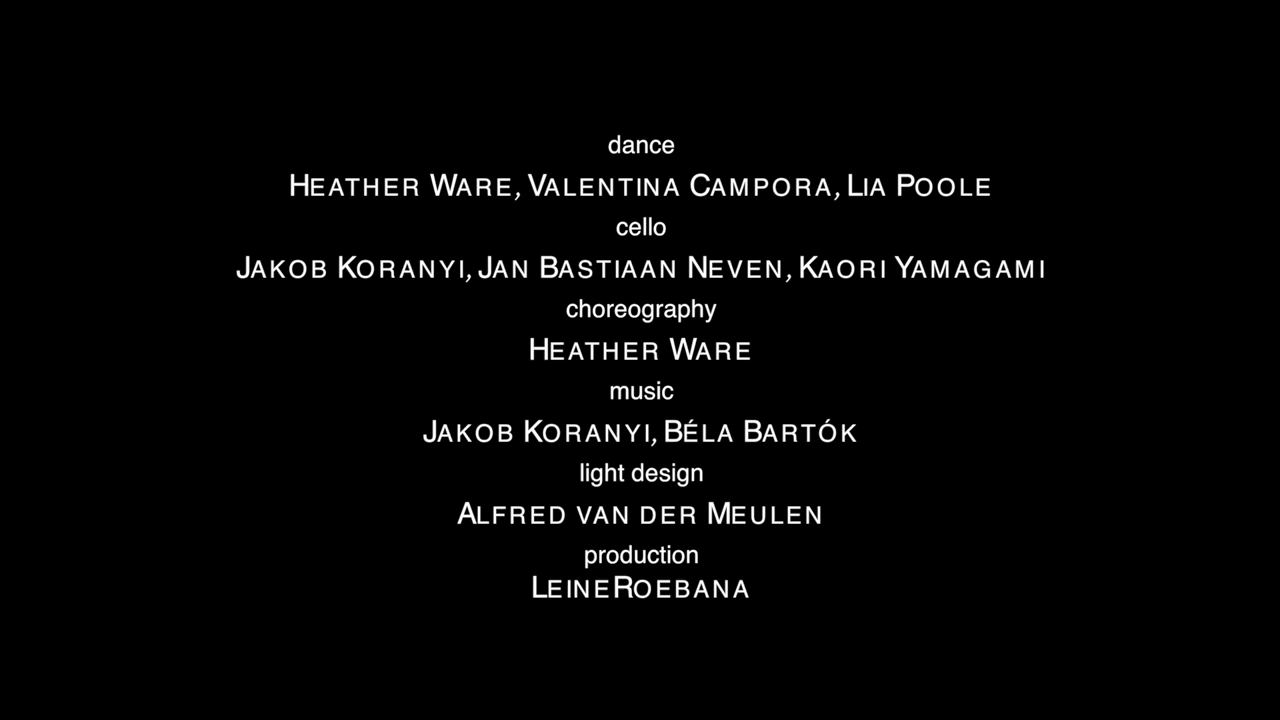 dance
Heather Ware, Valentina Campora, Lia Poole
cello
Jakob Koranyi, Jan Bastiaan Neven, Kaori Yamagami
choreography
Heather Ware
music
Jakob Koranyi, Béla Bartók
light design
Alfred van der Meulen
production
LeineRoebana